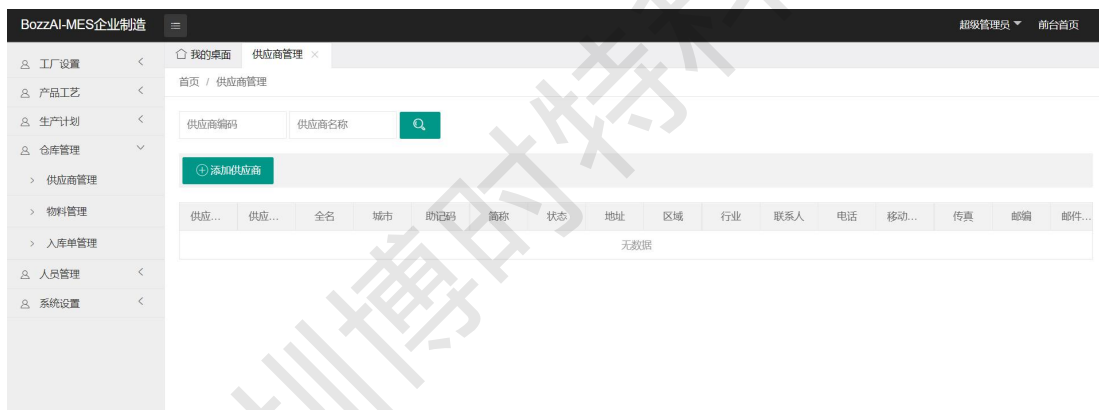 BozzAI-MES企业制造
超级管理员 前台首页
工厂设置
产品工艺
生产计划
仓库管理
供应商管理
物料管理
入库单管理
人员管理
系统设置
我的桌面 供应商管理
首页 / 供应商管理
供应商编码 供应商名称
添加供应商
供应... 供应... 全名 城市 助记码 简称 状态 地址 区域 行业 联系人 电话 移动... 传真 邮编 邮件...
无数据
圳博时特科